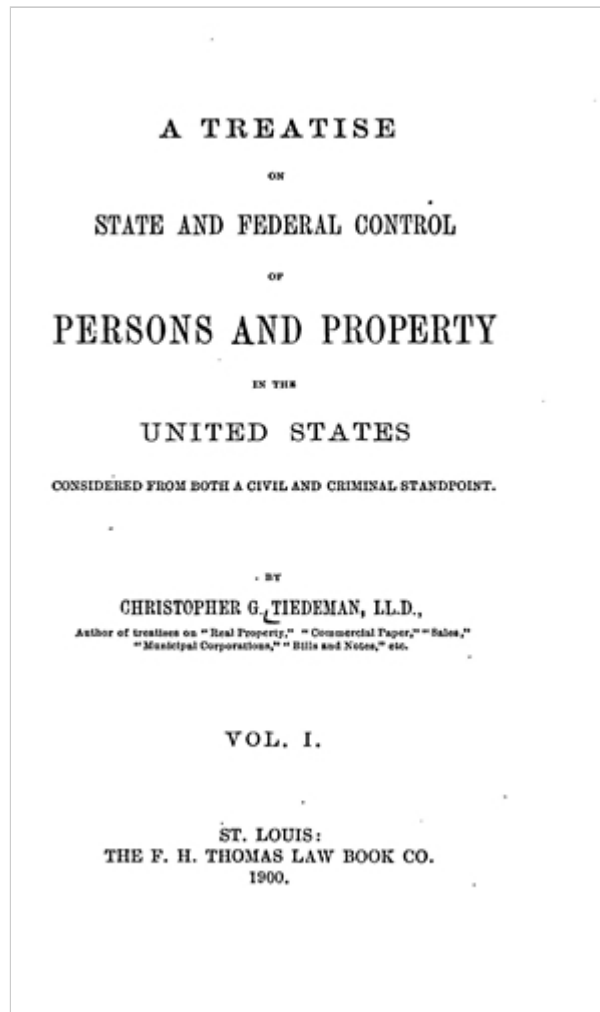 A TREATISE
ON
STATE AND FEDERAL CONTROL
OF
PERSONS AND PROPERTY
IN THE
UNITED STATES
CONSIDERED FROM BOTH A CIVIL AND CRIMINAL STANDPOINT.
BY
CHRISTOPHER G. TIEDEMAN, LL.D.,
Author of treatises on "Real Property," "Commercial Paper," "Sales,"
"Municipal Corporations," "Bills and Notes," etc.
VOL. I.
ST. LOUIS:
THE F. H. THOMAS LAW BOOK CO.
1900.